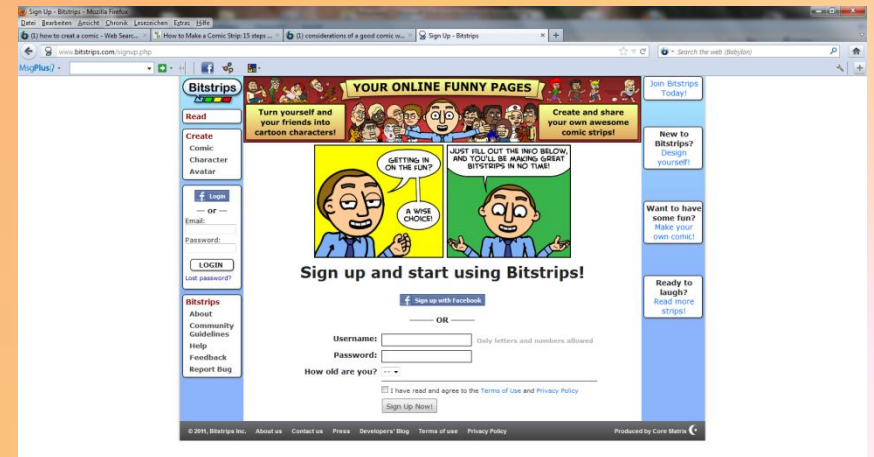 Sign Up - Bitstrips - Mozilla Firefox
Datei Bearbeiten Ansicht Chronik Lesezeichen Extras Hilfe
(1) how to creat a comic - Web Searc...
How to Make a Comic Strip: 15 steps ...
(1) considerations of a good comic w...
Sign Up - Bitstrips
www.bitstrips.com/signup.php
Search the web (Babylon)
MsgPlus!
Bitstrips
Read
Create
Comic
Character
Avatar
Login
— or —
Email:
Password:
LOGIN
Lost password?
Bitstrips
About
Community
Guidelines
Help
Feedback
Report Bug
YOUR ONLINE FUNNY PAGES
Turn yourself and
your friends into
cartoon characters!
Create and share
your own awesome
comic strips!
GETTING IN
ON THE FUN?
A WISE
CHOICE!
JUST FILL OUT THE INFO BELOW,
AND YOU'LL BE MAKING GREAT
BITSTRIPS IN NO TIME!
Sign up and start using Bitstrips!
Sign up with Facebook
OR
Username:
Only letters and numbers allowed
Password:
How old are you? --
I have read and agree to the Terms of Use and Privacy Policy
Sign Up Now!
Join Bitstrips
Today!
New to
Bitstrips?
Design
yourself!
Want to have
some fun?
Make your
own comic!
Ready to
laugh?
Read more
strips!
© 2011, Bitstrips Inc. About us Contact us Press Developers' Blog Terms of use Privacy Policy Produced by Core Matrix